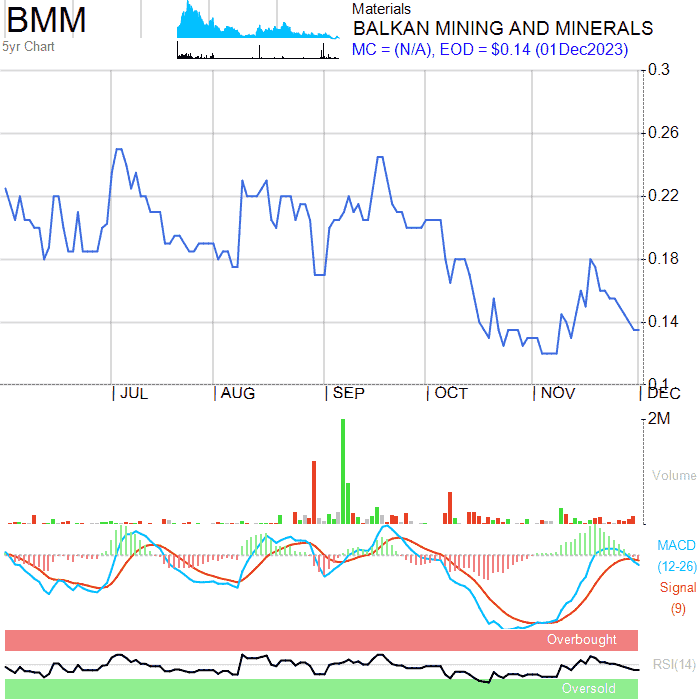 BMM
5yr Chart
Materials
BALKAN MINING AND MINERALS
MC = (N/A), EOD = $0.14 (01Dec2023)
0.3
0.26
0.22
0.18
0.14
0.1
JUL AUG SEP OCT NOV DEC
2M
Volume
MACD
(12-26)
Signal
(9)
Overbought
RSI(14)
Oversold